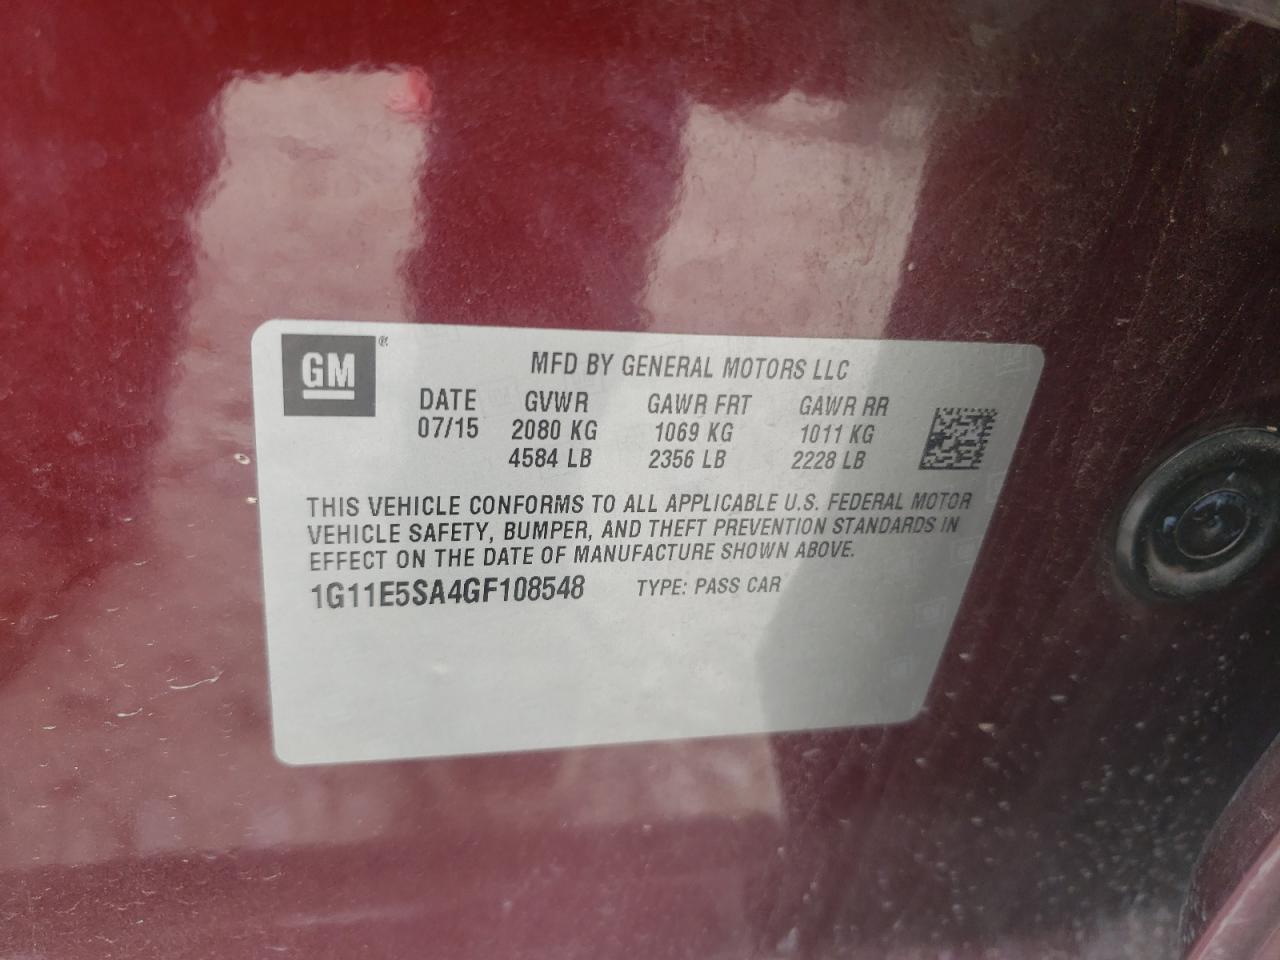 GM®
MFD BY GENERAL MOTORS LLC
DATE GVWR GAWR FRT GAWR RR
07/15 2080 KG 1069 KG 1011 KG
4584 LB 2356 LB 2228 LB
THIS VEHICLE CONFORMS TO ALL APPLICABLE U.S. FEDERAL MOTOR
VEHICLE SAFETY, BUMPER, AND THEFT PREVENTION STANDARDS IN
EFFECT ON THE DATE OF MANUFACTURE SHOWN ABOVE.
1G11E5SA4GF108548 TYPE: PASS CAR